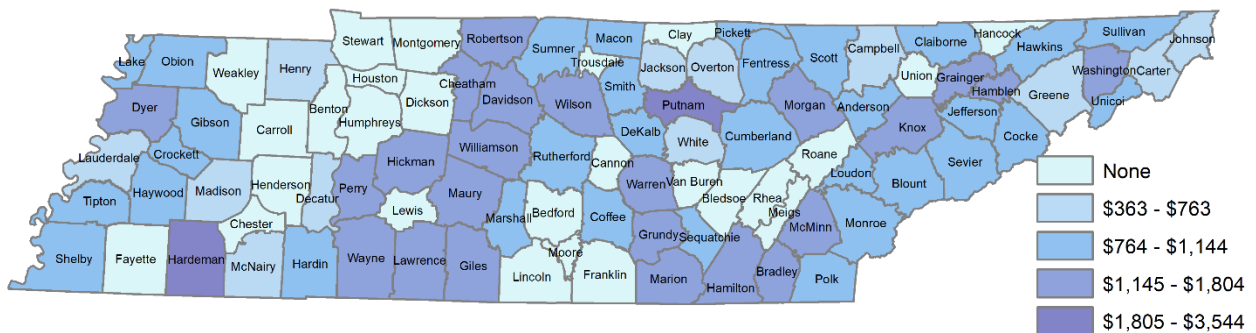 Stewart
Montgomery
Robertson
Sumner
Macon
Clay
Pickett
Scott
Campbell
Claiborne
Hancock
Hawkins
Sullivan
Johnson
Lake
Obion
Weakley
Henry
Houston
Cheatham
Davidson
Trousdale
Smith
Jackson
Overton
Fentress
Union
Grainger
Hamblen
Washington
Carter
Greene
Unicoi
Dyer
Gibson
Carroll
Benton
Humphreys
Dickson
Wilson
Putnam
Morgan
Anderson
Knox
Jefferson
Cocke
Lauderdale
Crockett
Haywood
Madison
Henderson
Decatur
Perry
Hickman
Williamson
Rutherford
Cannon
DeKalb
White
Cumberland
Roane
Loudon
Blount
Sevier
Tipton
Chester
Lewis
Maury
Marshall
Bedford
Coffee
Warren
Van Buren
Bledsoe
Rhea
Meigs
McMinn
Monroe
Shelby
Fayette
Hardeman
McNairy
Hardin
Wayne
Lawrence
Giles
Lincoln
Moore
Franklin
Grundy
Sequatchie
Marion
Hamilton
Bradley
Polk
None
$363 - $763
$764 - $1,144
$1,145 - $1,804
$1,805 - $3,544